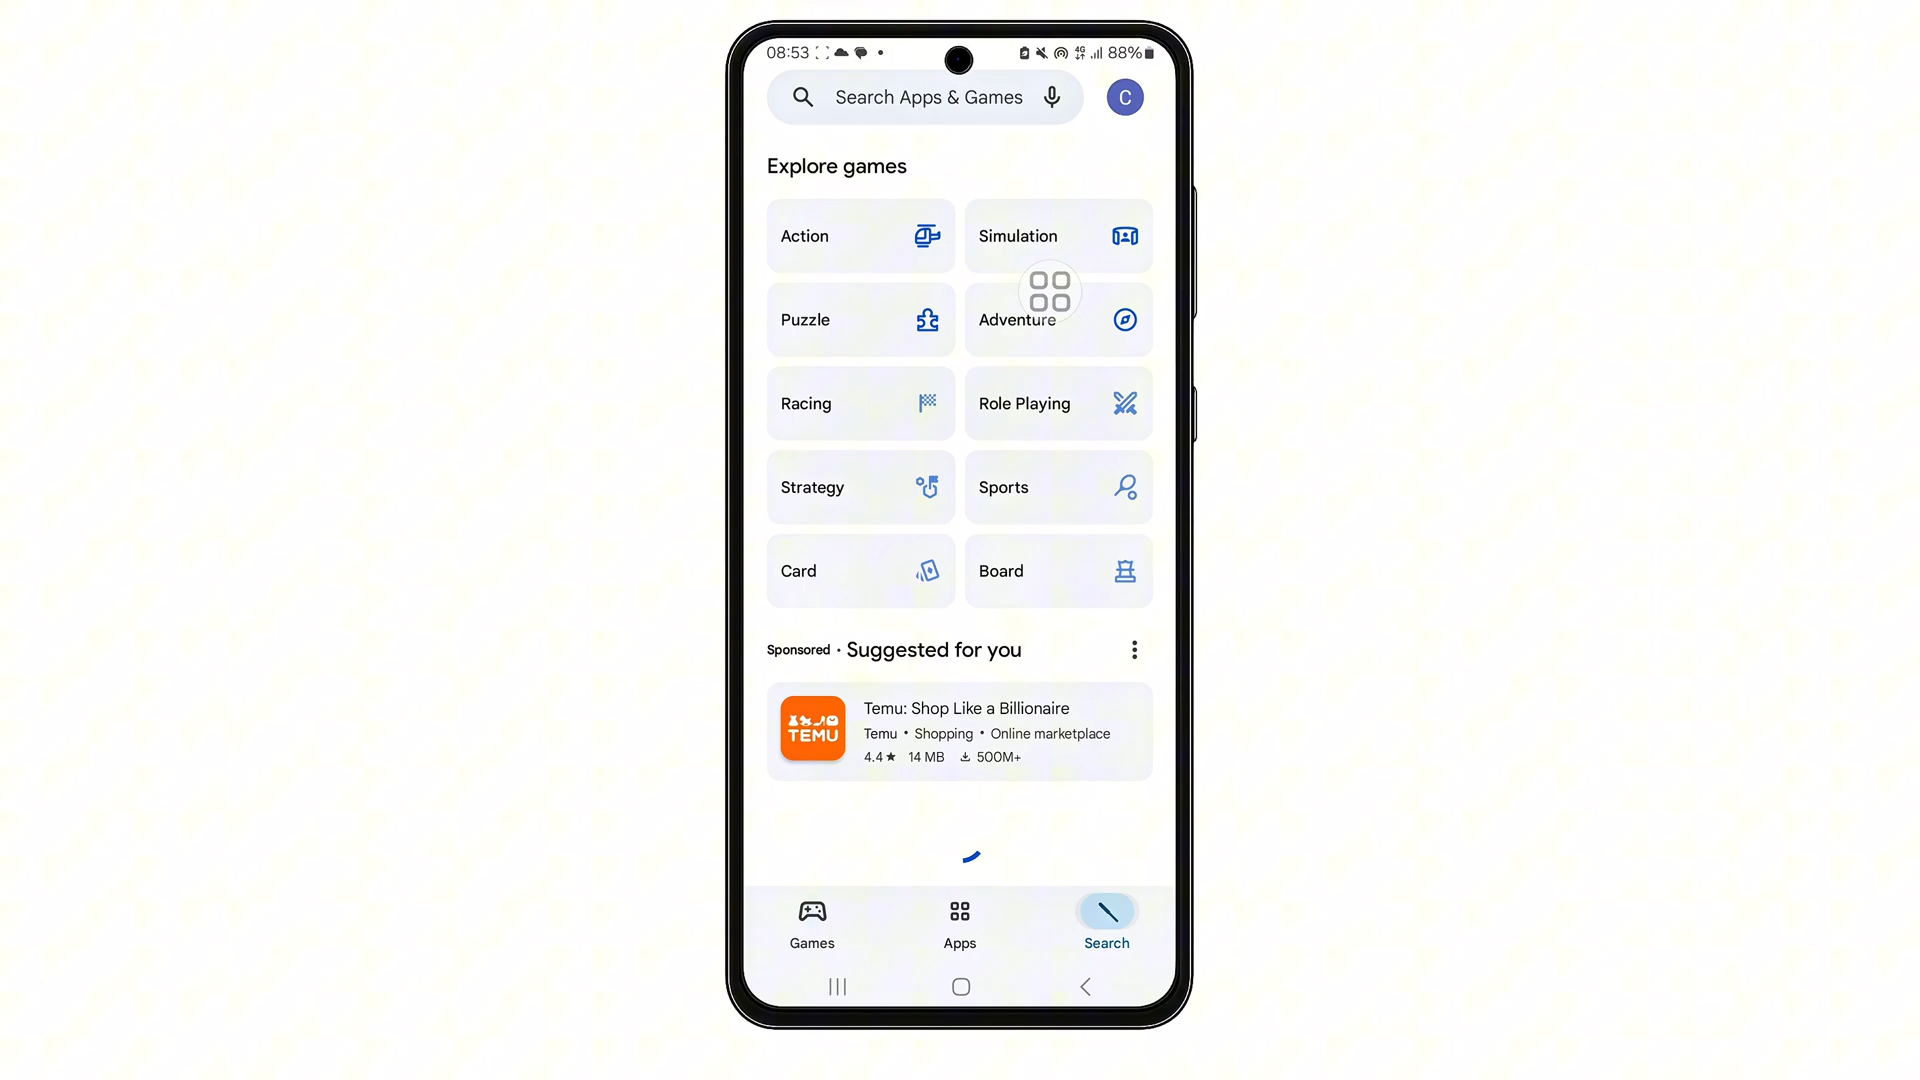 08:53
4G 88%
Search Apps & Games
C
Explore games
Action
Simulation
Puzzle
Adventure
Racing
Role Playing
Strategy
Sports
Card
Board
Sponsored • Suggested for you
TEMU
Temu: Shop Like a Billionaire
Temu • Shopping • Online marketplace
4.4★ 14 MB 500M+
Games
Apps
Search